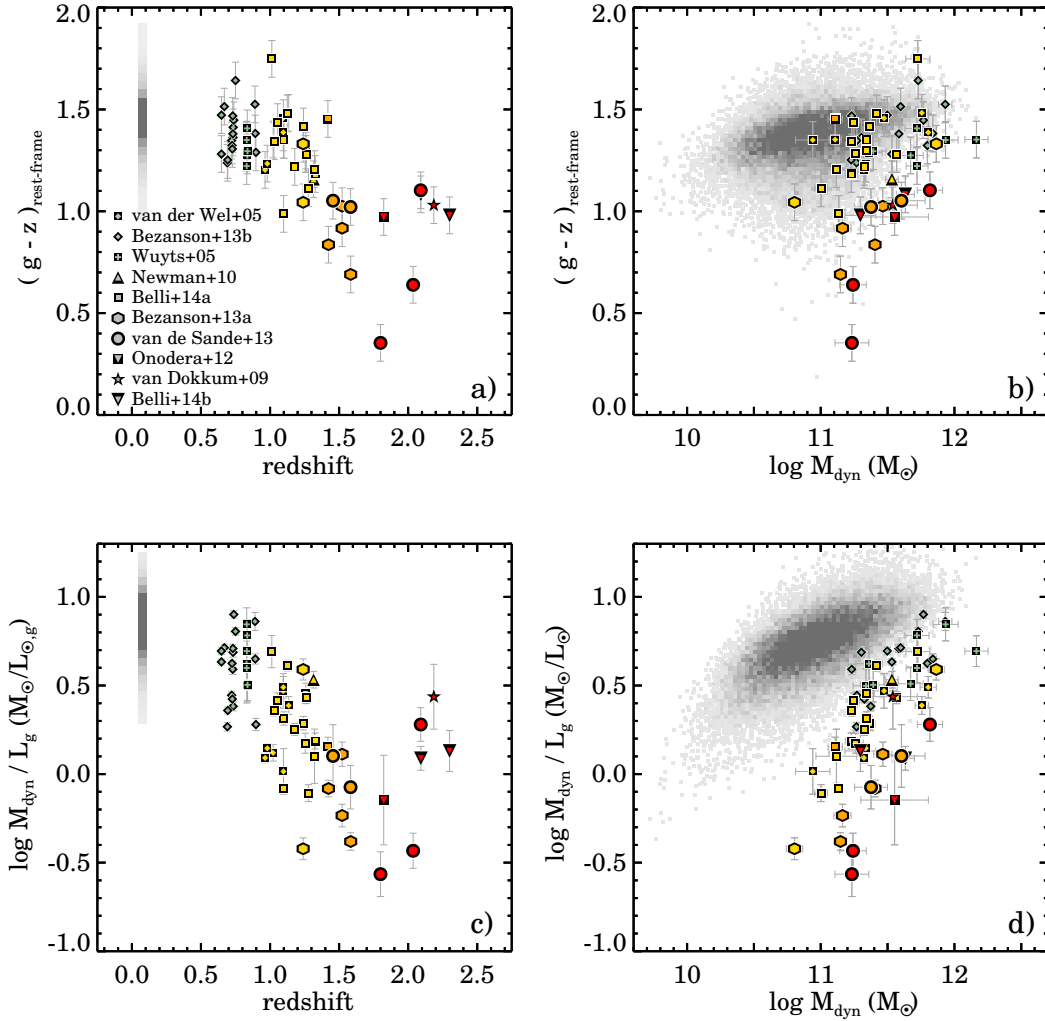 2.0
1.5
1.0
0.5
0.0
( g - z )rest-frame
van der Wel+05
Bezanson+13b
Wuyts+05
Newman+10
Belli+14a
Bezanson+13a
van de Sande+13
Onodera+12
van Dokkum+09
Belli+14b
a)
0.0 0.5 1.0 1.5 2.0 2.5
redshift
2.0
1.5
1.0
0.5
0.0
( g - z )rest-frame
b)
10 11 12
log Mdyn (M⊙)
1.0
0.5
0.0
-0.5
-1.0
log Mdyn / Lg (M⊙/L⊙,g)
c)
0.0 0.5 1.0 1.5 2.0 2.5
redshift
1.0
0.5
0.0
-0.5
-1.0
log Mdyn / Lg (M⊙/L⊙)
d)
10 11 12
log Mdyn (M⊙)